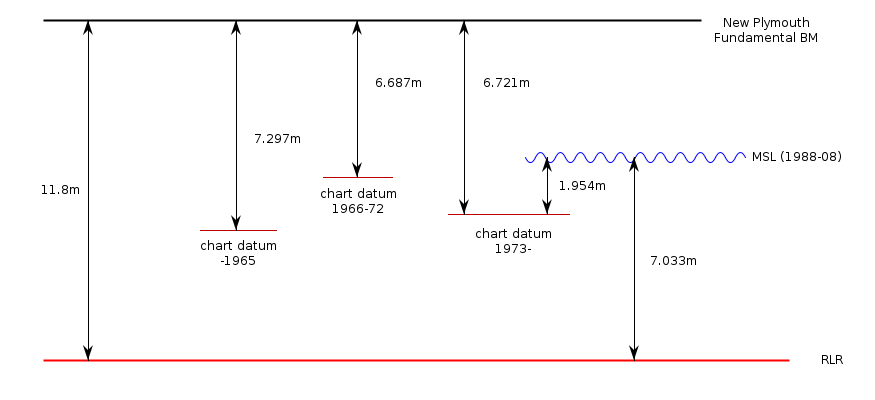 New Plymouth
Fundamental BM
6.687m
6.721m
7.297m
MSL (1988-08)
11.8m
1.954m
chart datum
1966-72
chart datum
1973-
chart datum
-1965
7.033m
RLR